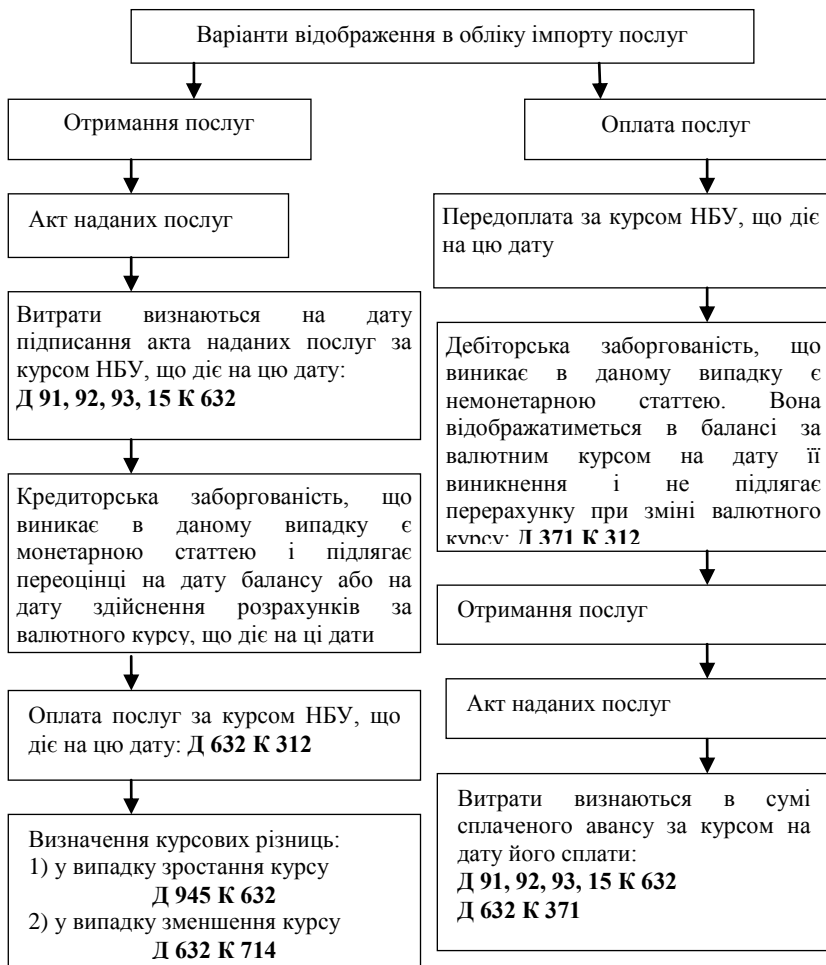 Варіанти відображення в обліку імпорту послуг
Отримання послуг
Акт наданих послуг
Витрати визнаються на дату
підписання акта наданих послуг за
курсом НБУ, що діє на цю дату:
Д 91, 92, 93, 15 К 632
Кредиторська заборгованість, що
виникає в даному випадку є
монетарною статтею і підлягає
переоцінці на дату балансу або на
дату здійснення розрахунків за
валютного курсу, що діє на ці дати
Оплата послуг за курсом НБУ, що
діє на цю дату: Д 632 К 312
Визначення курсових різниць:
1) у випадку зростання курсу
Д 945 К 632
2) у випадку зменшення курсу
Д 632 К 714
Оплата послуг
Передоплата за курсом НБУ, що діє
на цю дату
Дебіторська заборгованість, що
виникає в даному випадку є
немонетарною статтею. Вона
відображатиметься в балансі за
валютним курсом на дату її
виникнення і не підлягає
перерахунку при зміні валютного
курсу: Д 371 К 312
Отримання послуг
Акт наданих послуг
Витрати визнаються в сумі
сплаченого авансу за курсом на
дату його сплати:
Д 91, 92, 93, 15 К 632
Д 632 К 371